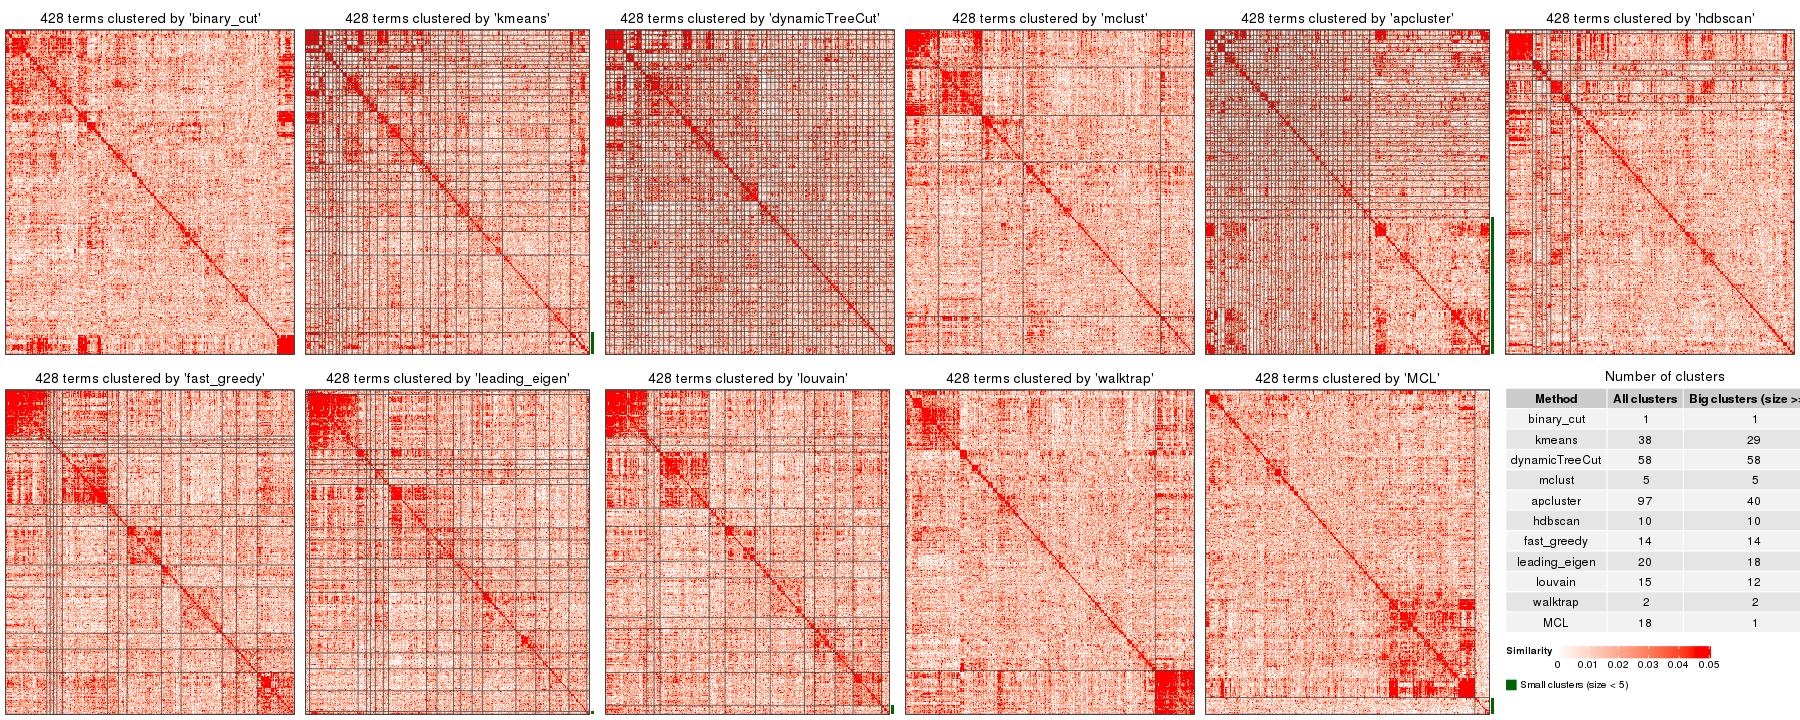 428 terms clustered by 'binary_cut'
428 terms clustered by 'kmeans'
428 terms clustered by 'dynamicTreeCut'
428 terms clustered by 'mclust'
428 terms clustered by 'apcluster'
428 terms clustered by 'hdbscan'
428 terms clustered by 'fast_greedy'
428 terms clustered by 'leading_eigen'
428 terms clustered by 'louvain'
428 terms clustered by 'walktrap'
428 terms clustered by 'MCL'
Number of clusters
Method All clusters Big clusters (size >
binary_cut 1 1
kmeans 38 29
dynamicTreeCut 58 58
mclust 5 5
apcluster 97 40
hdbscan 10 10
fast_greedy 14 14
leading_eigen 20 18
louvain 15 12
walktrap 2 2
MCL 18 1
Similarity
0 0.01 0.02 0.03 0.04 0.05
Small clusters (size < 5)